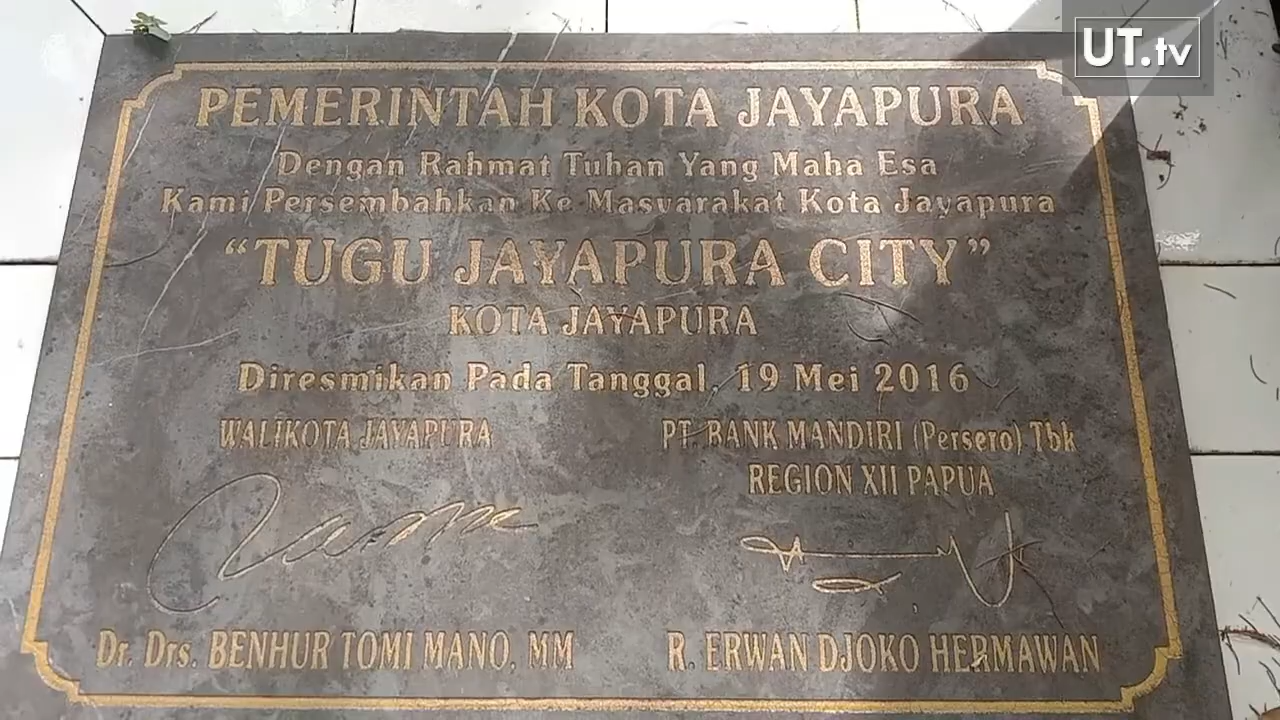 UT.tv
PEMERINTAH KOTA JAYAPURA
Dengan Rahmat Tuhan Yang Maha Esa
Kami Persembahkan Ke Masyarakat Kota Jayapura
“TUGU JAYAPURA CITY”
KOTA JAYAPURA
Diresmikan Pada Tanggal, 19 Mei 2016
WALIKOTA JAYAPURA
PT. BANK MANDIRI (Persero) Tbk
REGION XII PAPUA
Dr. Drs. BENHUR TOMI MANO, MM
R. ERWAN DJOKO HERMAWAN